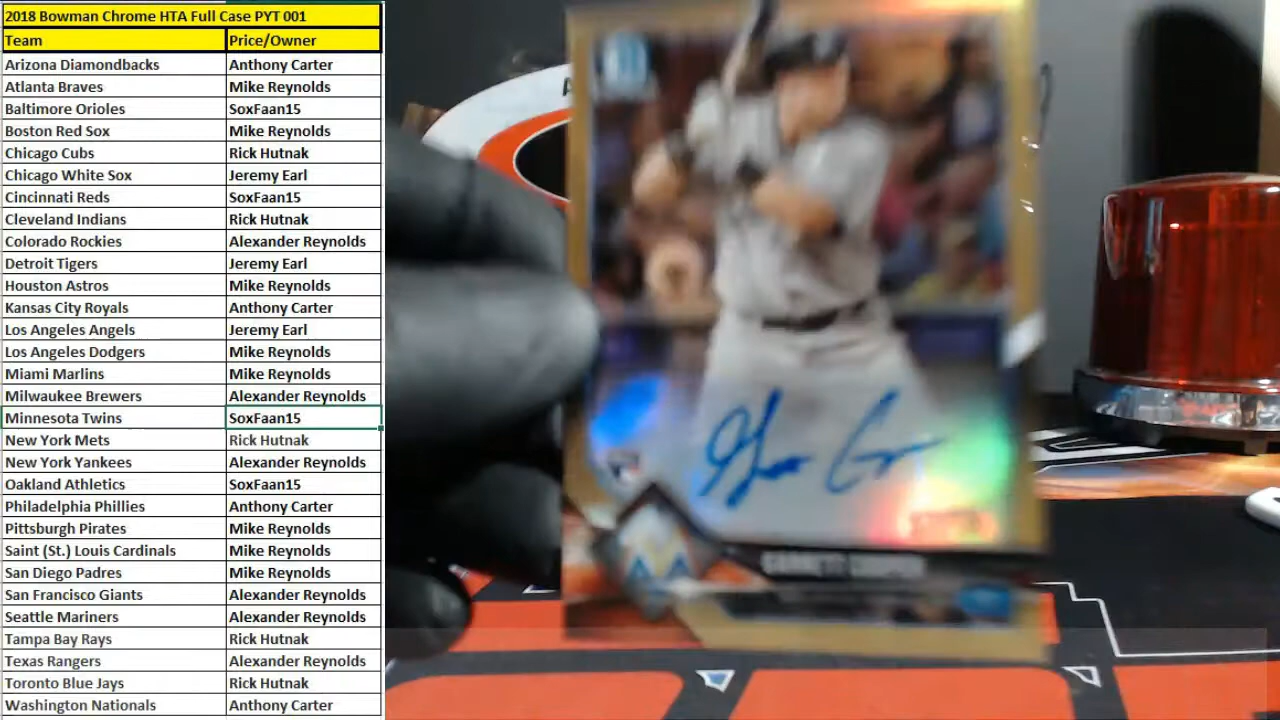 2018 Bowman Chrome HTA Full Case PYT 001
Team Price/Owner
Arizona Diamondbacks Anthony Carter
Atlanta Braves Mike Reynolds
Baltimore Orioles SoxFaan15
Boston Red Sox Mike Reynolds
Chicago Cubs Rick Hutnak
Chicago White Sox Jeremy Earl
Cincinnati Reds SoxFaan15
Cleveland Indians Rick Hutnak
Colorado Rockies Alexander Reynolds
Detroit Tigers Jeremy Earl
Houston Astros Mike Reynolds
Kansas City Royals Anthony Carter
Los Angeles Angels Jeremy Earl
Los Angeles Dodgers Mike Reynolds
Miami Marlins Mike Reynolds
Milwaukee Brewers Alexander Reynolds
Minnesota Twins SoxFaan15
New York Mets Rick Hutnak
New York Yankees Alexander Reynolds
Oakland Athletics SoxFaan15
Philadelphia Phillies Anthony Carter
Pittsburgh Pirates Mike Reynolds
Saint (St.) Louis Cardinals Mike Reynolds
San Diego Padres Mike Reynolds
San Francisco Giants Alexander Reynolds
Seattle Mariners Alexander Reynolds
Tampa Bay Rays Rick Hutnak
Texas Rangers Alexander Reynolds
Toronto Blue Jays Rick Hutnak
Washington Nationals Anthony Carter
GARRETT COOPER